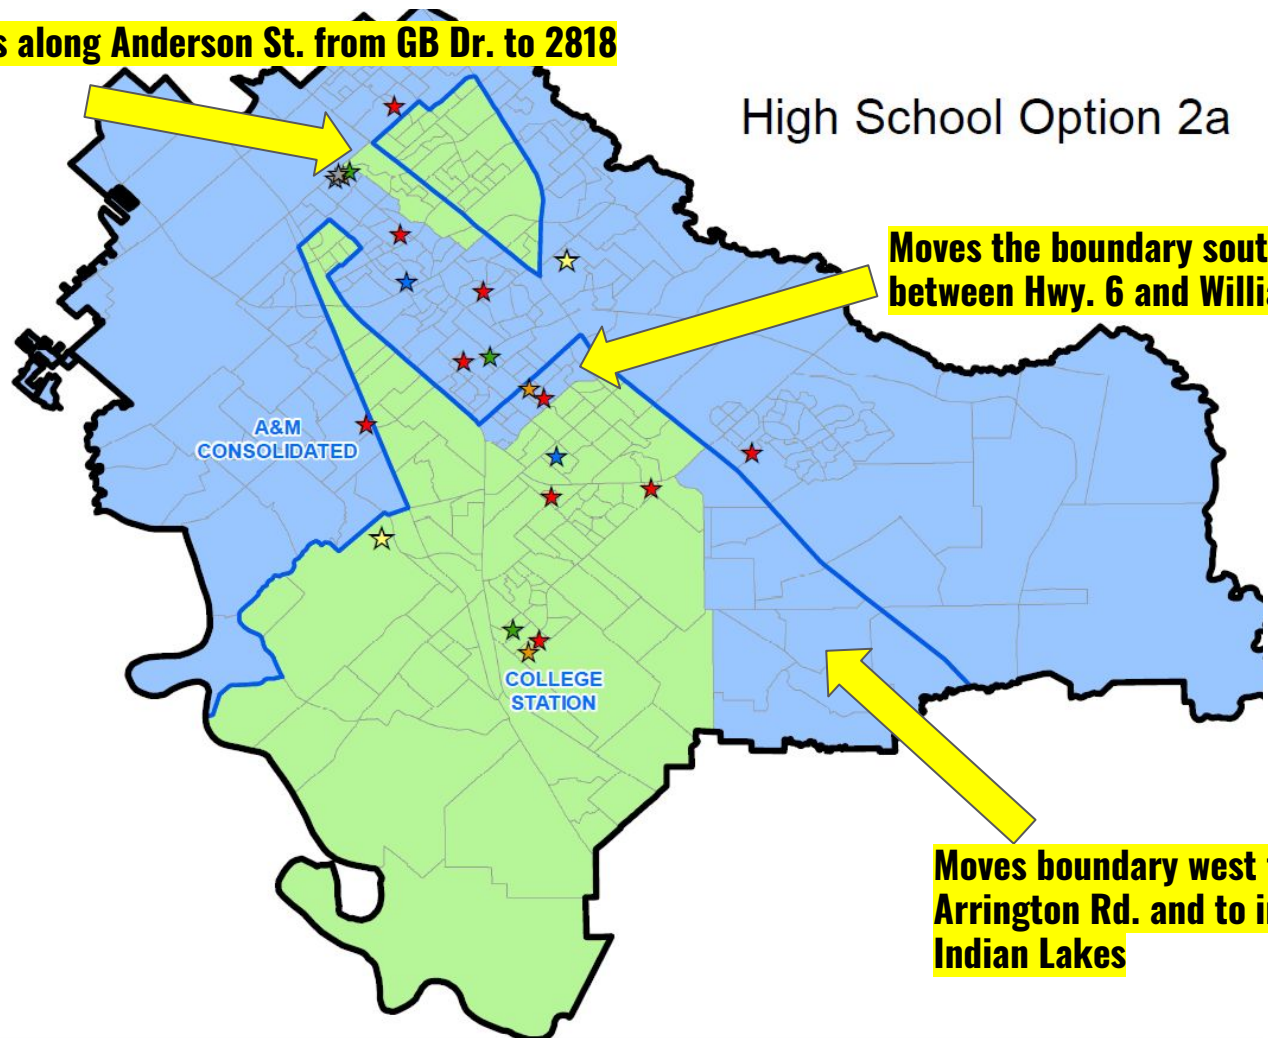 s along Anderson St. from GB Dr. to 2818
High School Option 2a
Moves the boundary sout
between Hwy. 6 and Willi
A&M
CONSOLIDATED
COLLEGE
STATION
Moves boundary west
Arrington Rd. and to i
Indian Lakes